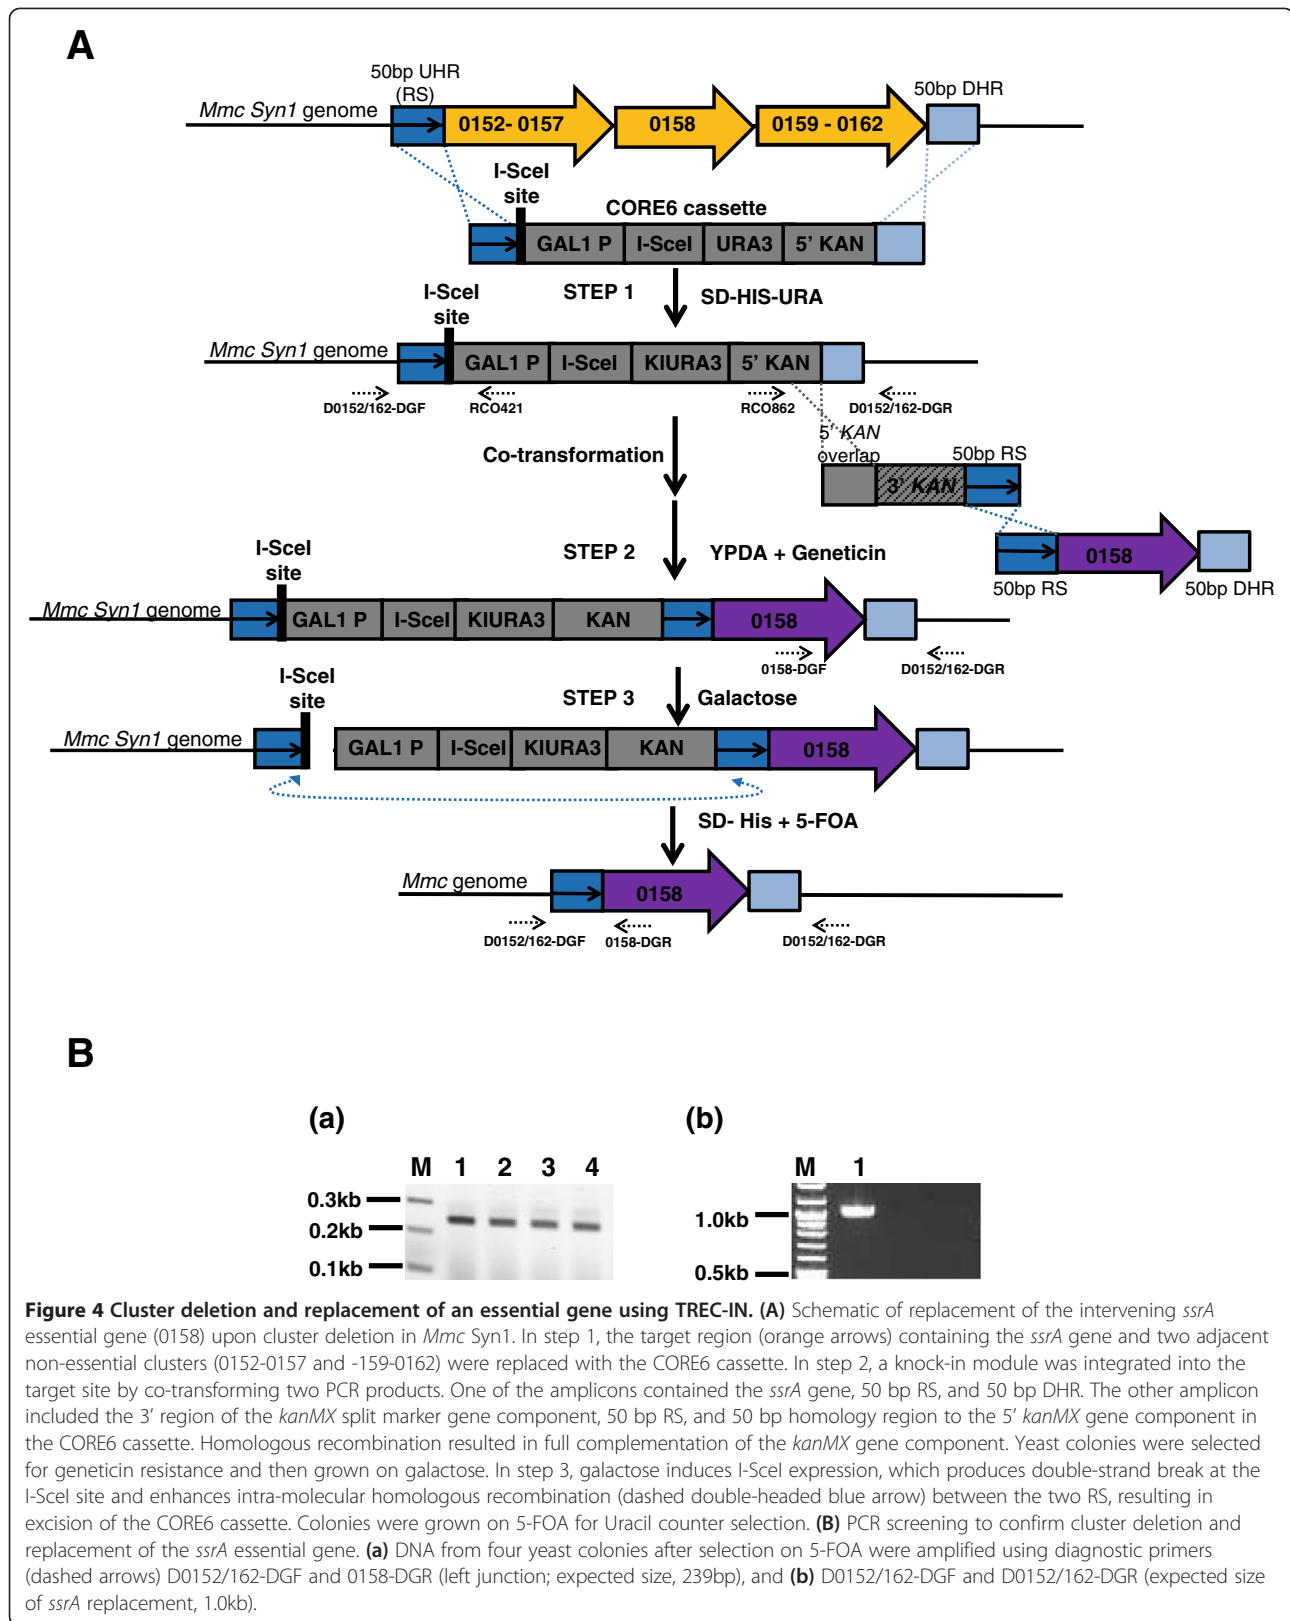 A
50bp UHR
(RS)
50bp DHR
Mmc Syn1 genome
0152- 0157
0158
0159 - 0162
I-SceI
site
CORE6 cassette
GAL1 P
I-SceI
URA3
5' KAN
STEP 1
SD-HIS-URA
I-SceI
site
Mmc Syn1 genome
GAL1 P
I-SceI
KlURA3
5' KAN
D0152/162-DGF
RCO421
RCO862
D0152/162-DGR
5' KAN
overlap
50bp RS
Co-transformation
3' KAN
STEP 2
YPDA + Geneticin
0158
50bp RS
50bp DHR
I-SceI
site
Mmc Syn1 genome
GAL1 P
I-SceI
KlURA3
KAN
0158
0158-DGF
D0152/162-DGR
I-SceI
site
STEP 3
Galactose
Mmc Syn1 genome
GAL1 P
I-SceI
KlURA3
KAN
0158
SD- His + 5-FOA
Mmc genome
0158
D0152/162-DGF
0158-DGR
D0152/162-DGR
B
(a)
(b)
M 1 2 3 4
M 1
0.3kb
0.2kb
0.1kb
1.0kb
0.5kb
Figure 4 Cluster deletion and replacement of an essential gene using TREC-IN. (A) Schematic of replacement of the intervening ssrA
essential gene (0158) upon cluster deletion in Mmc Syn1. In step 1, the target region (orange arrows) containing the ssrA gene and two adjacent
non-essential clusters (0152-0157 and -159-0162) were replaced with the CORE6 cassette. In step 2, a knock-in module was integrated into the
target site by co-transforming two PCR products. One of the amplicons contained the ssrA gene, 50 bp RS, and 50 bp DHR. The other amplicon
included the 3' region of the kanMX split marker gene component, 50 bp RS, and 50 bp homology region to the 5' kanMX gene component in
the CORE6 cassette. Homologous recombination resulted in full complementation of the kanMX gene component. Yeast colonies were selected
for geneticin resistance and then grown on galactose. In step 3, galactose induces I-SceI expression, which produces double-strand break at the
I-SceI site and enhances intra-molecular homologous recombination (dashed double-headed blue arrow) between the two RS, resulting in
excision of the CORE6 cassette. Colonies were grown on 5-FOA for Uracil counter selection. (B) PCR screening to confirm cluster deletion and
replacement of the ssrA essential gene. (a) DNA from four yeast colonies after selection on 5-FOA were amplified using diagnostic primers
(dashed arrows) D0152/162-DGF and 0158-DGR (left junction; expected size, 239bp), and (b) D0152/162-DGF and D0152/162-DGR (expected size
of ssrA replacement, 1.0kb).